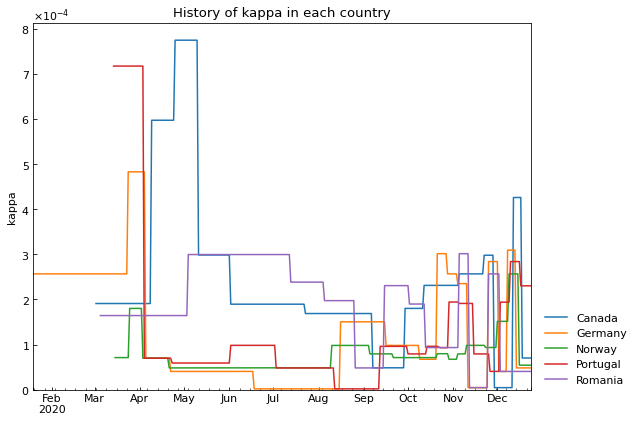 History of kappa in each country
×10⁻⁴
8
7
6
5
4
3
2
1
0
kappa
Feb Mar Apr May Jun Jul Aug Sep Oct Nov Dec
2020
Canada
Germany
Norway
Portugal
Romania